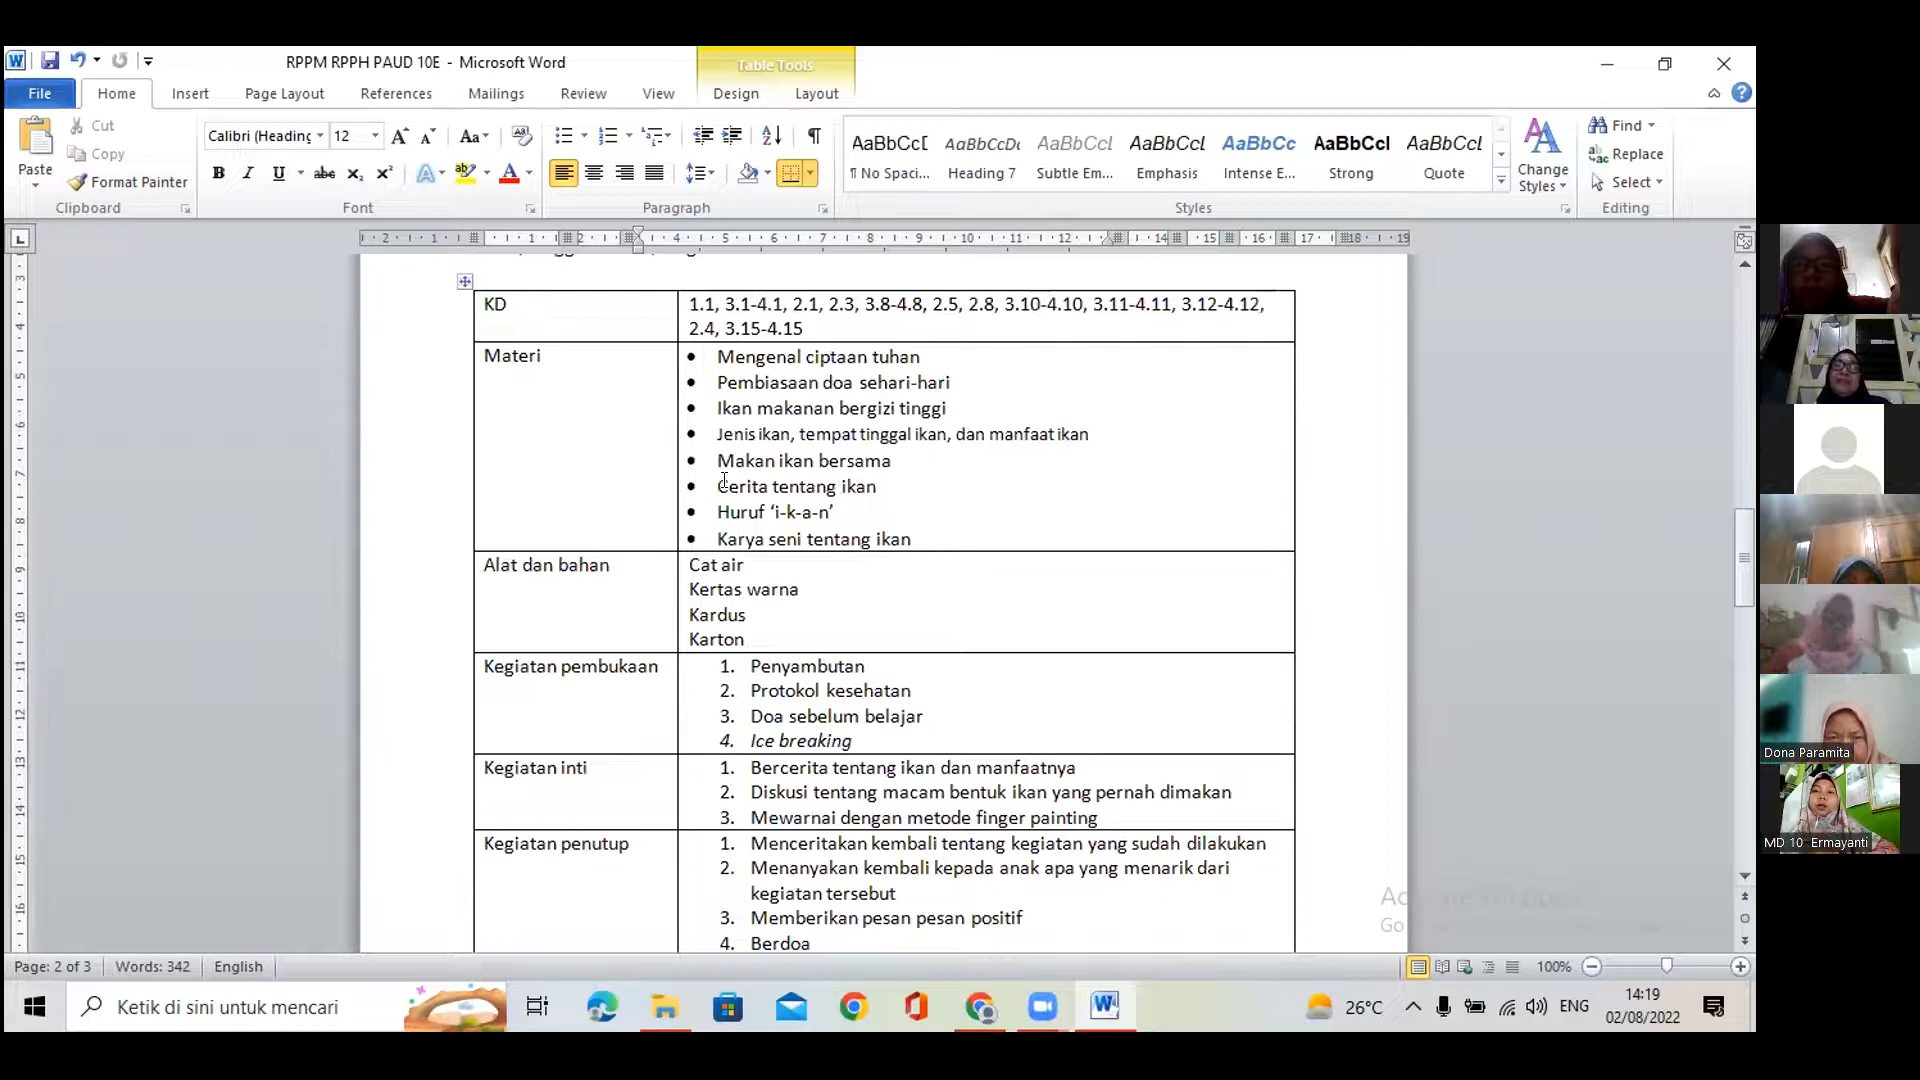 RPPM RPPH PAUD 10E - Microsoft Word
Table Tools
File Home Insert Page Layout References Mailings Review View Design Layout
Cut
Copy
Paste
Format Painter
Calibri (Heading 12
AaBbCcD AaBbCcDc AaBbCcL AaBbCcL AaBbCc AaBbCcl AaBbCcL
¶ No Spaci... Heading 7 Subtle Em... Emphasis Intense E... Strong Quote
Change
Styles
Find
Replace
Select
Clipboard Font Paragraph Styles Editing
KD 1.1, 3.1-4.1, 2.1, 2.3, 3.8-4.8, 2.5, 2.8, 3.10-4.10, 3.11-4.11, 3.12-4.12,
2.4, 3.15-4.15
Materi • Mengenal ciptaan tuhan
• Pembiasaan doa sehari-hari
• Ikan makanan bergizi tinggi
• Jenis ikan, tempat tinggal ikan, dan manfaat ikan
• Makan ikan bersama
• Cerita tentang ikan
• Huruf ‘i-k-a-n’
• Karya seni tentang ikan
Alat dan bahan Cat air
Kertas warna
Kardus
Karton
Kegiatan pembukaan 1. Penyambutan
2. Protokol kesehatan
3. Doa sebelum belajar
4. Ice breaking
Kegiatan inti 1. Bercerita tentang ikan dan manfaatnya
2. Diskusi tentang macam bentuk ikan yang pernah dimakan
3. Mewarnai dengan metode finger painting
Kegiatan penutup 1. Menceritakan kembali tentang kegiatan yang sudah dilakukan
2. Menanyakan kembali kepada anak apa yang menarik dari
kegiatan tersebut
3. Memberikan pesan pesan positif
4. Berdoa
Dona Paramita
MD 10 Ermayanti
Page: 2 of 3 Words: 342 English 100%
Ketik di sini untuk mencari
26°C ENG 14:19
02/08/2022